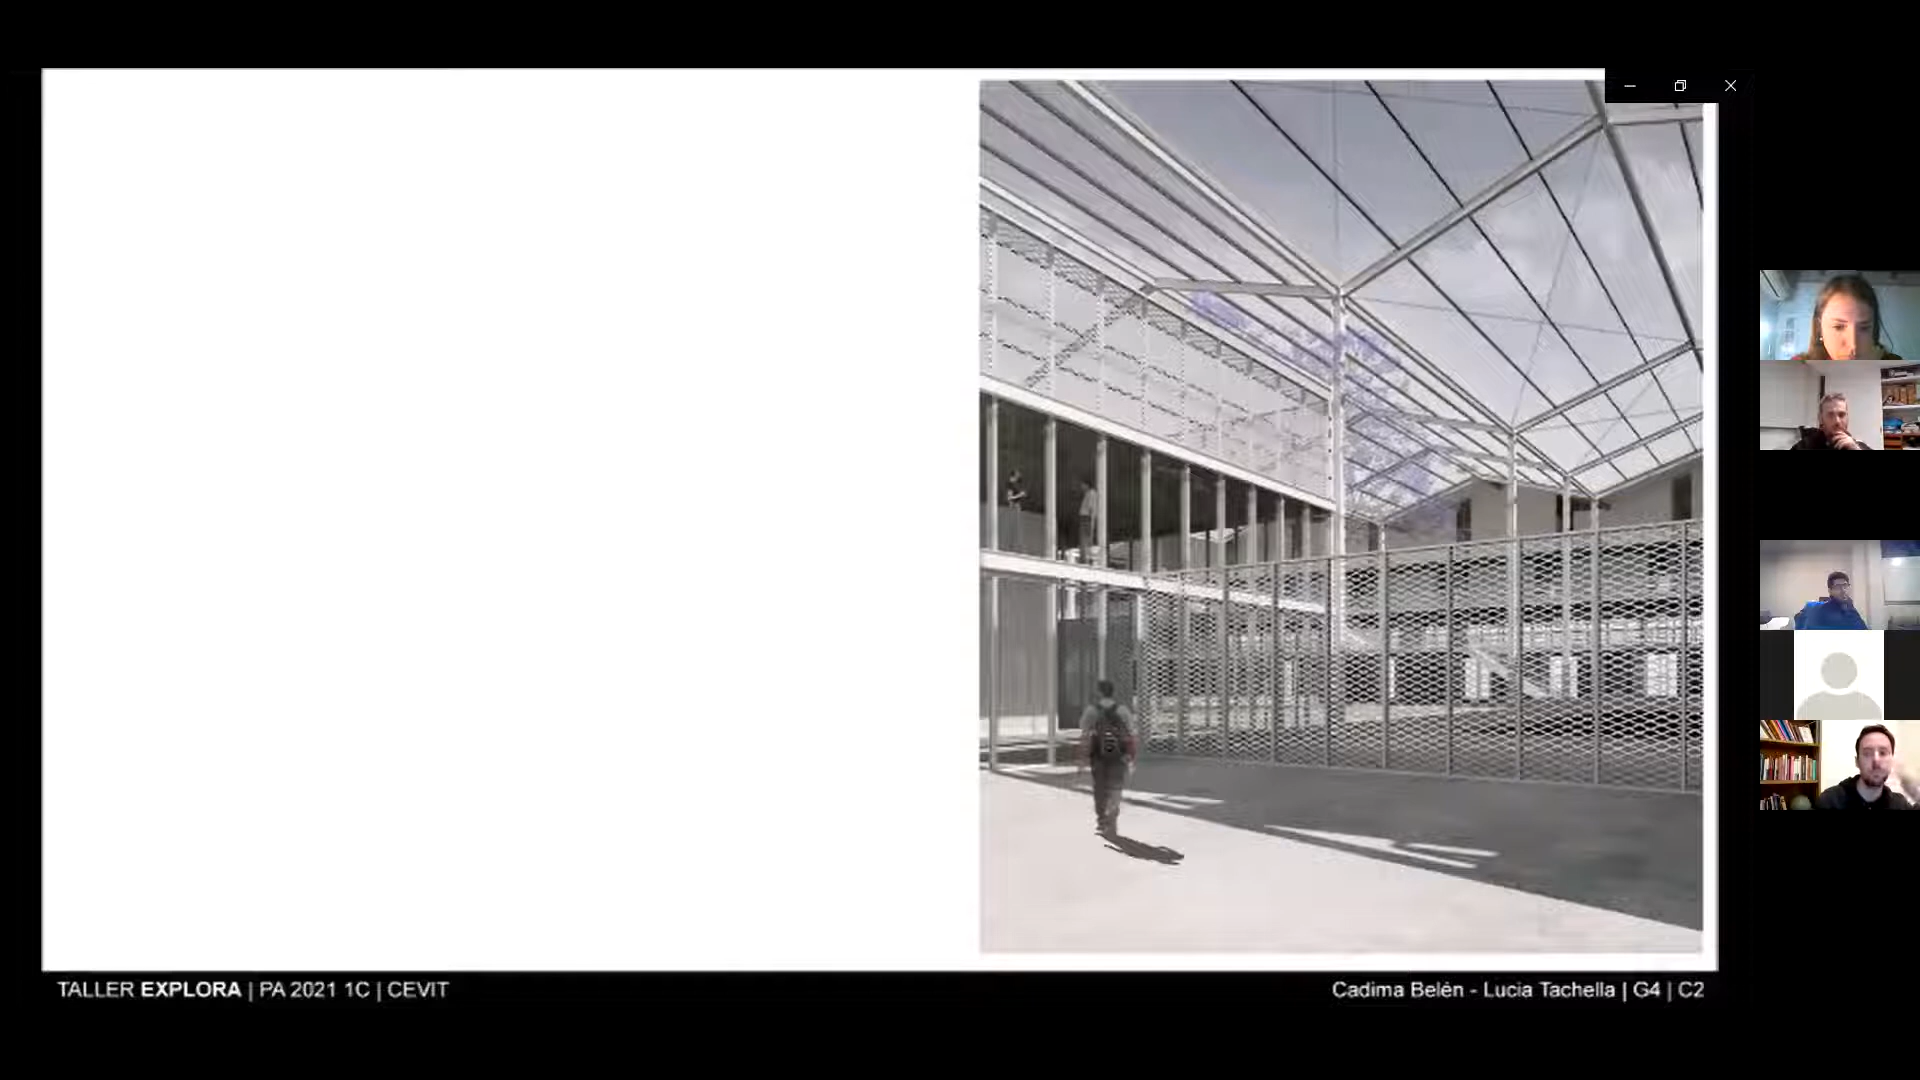 TALLER EXPLORA | PA 2021 1C | CEVIT
Cadima Belén - Lucia Tachella | G4 | C2